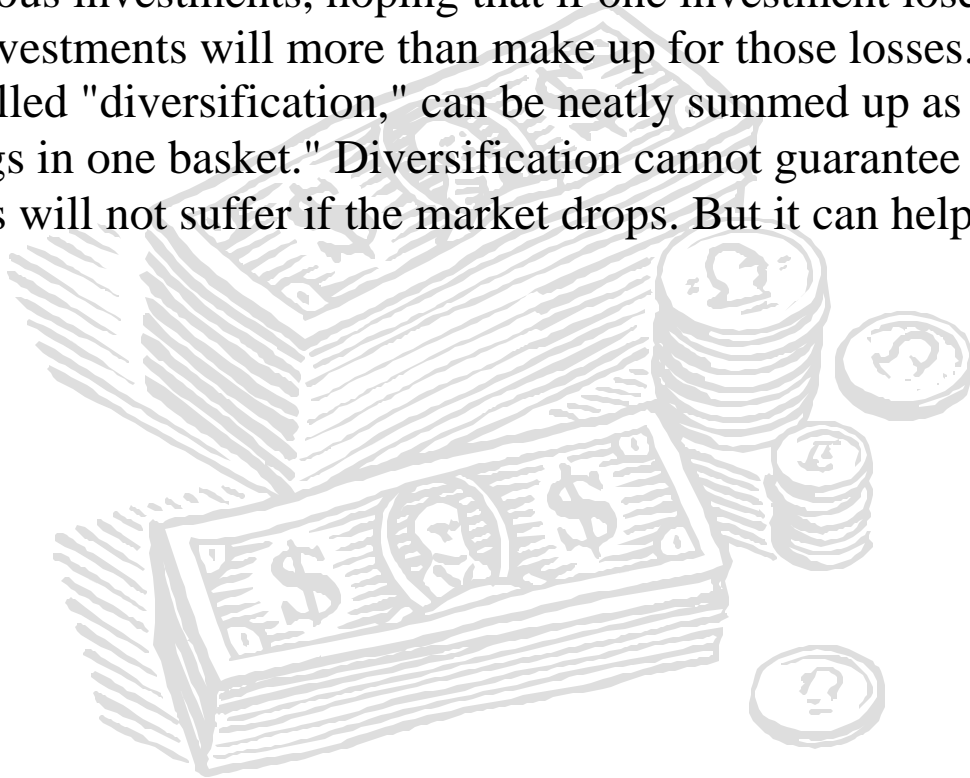 ous investments, hoping that if one investment lose
vestments will more than make up for those losses.
lled "diversification," can be neatly summed up as
gs in one basket." Diversification cannot guarantee
s will not suffer if the market drops. But it can help
$ $
$ $